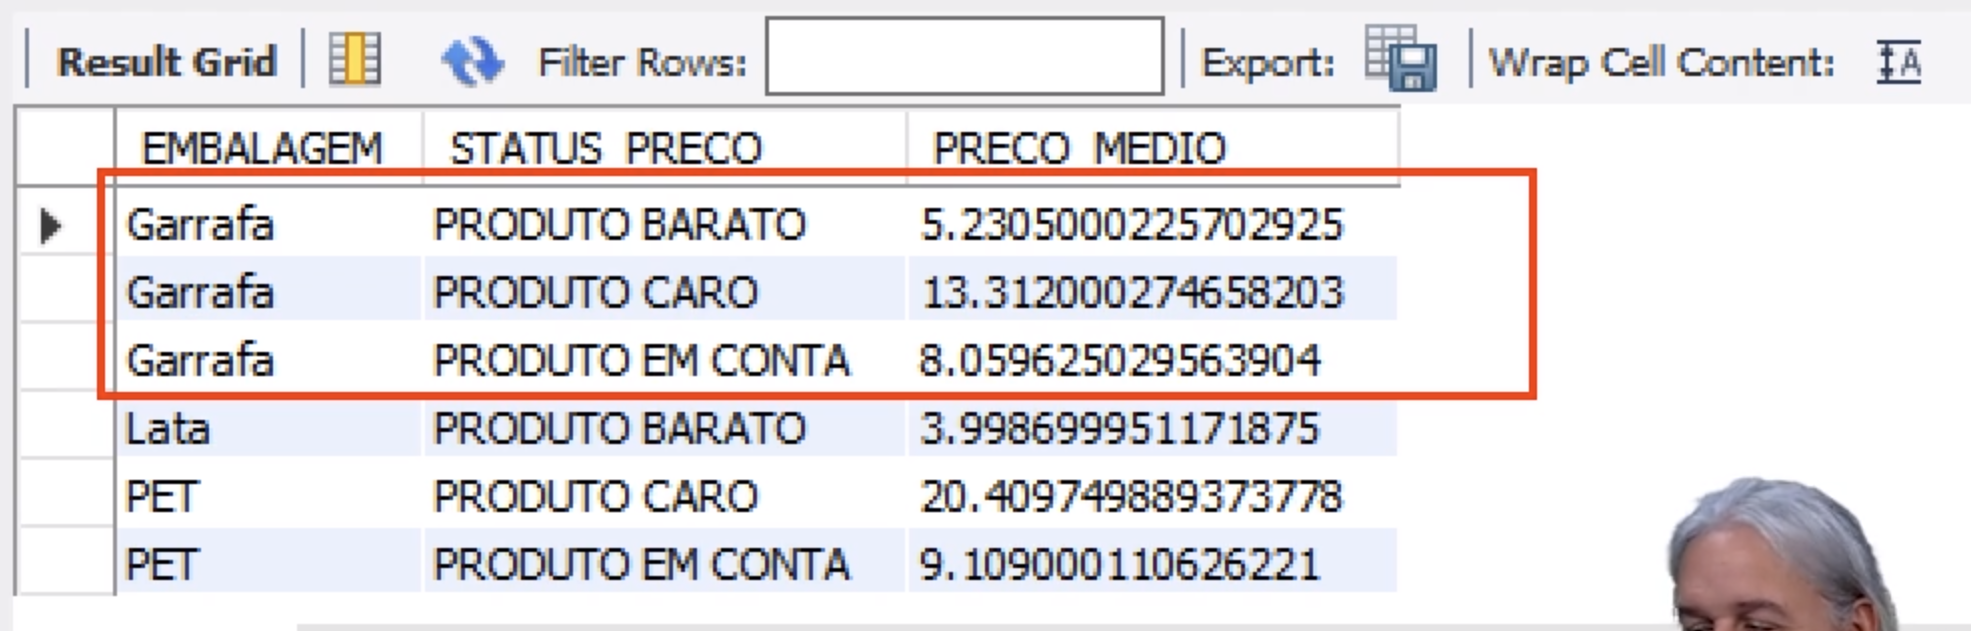 Result Grid Filter Rows: Export: Wrap Cell Content: A
EMBALAGEM STATUS_PRECO PRECO_MEDIO
Garrafa PRODUTO BARATO 5.2305000225702925
Garrafa PRODUTO CARO 13.312000274658203
Garrafa PRODUTO EM CONTA 8.059625029563904
Lata PRODUTO BARATO 3.998699951171875
PET PRODUTO CARO 20.409749889373778
PET PRODUTO EM CONTA 9.109000110626221